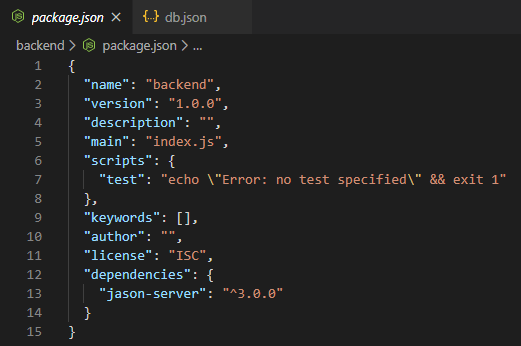 package.json × db.json
backend > package.json > ...
1 {
2 "name": "backend",
3 "version": "1.0.0",
4 "description": "",
5 "main": "index.js",
6 "scripts": {
7 "test": "echo \"Error: no test specified\" && exit 1"
8 },
9 "keywords": [],
10 "author": "",
11 "license": "ISC",
12 "dependencies": {
13 "jason-server": "^3.0.0"
14 }
15 }